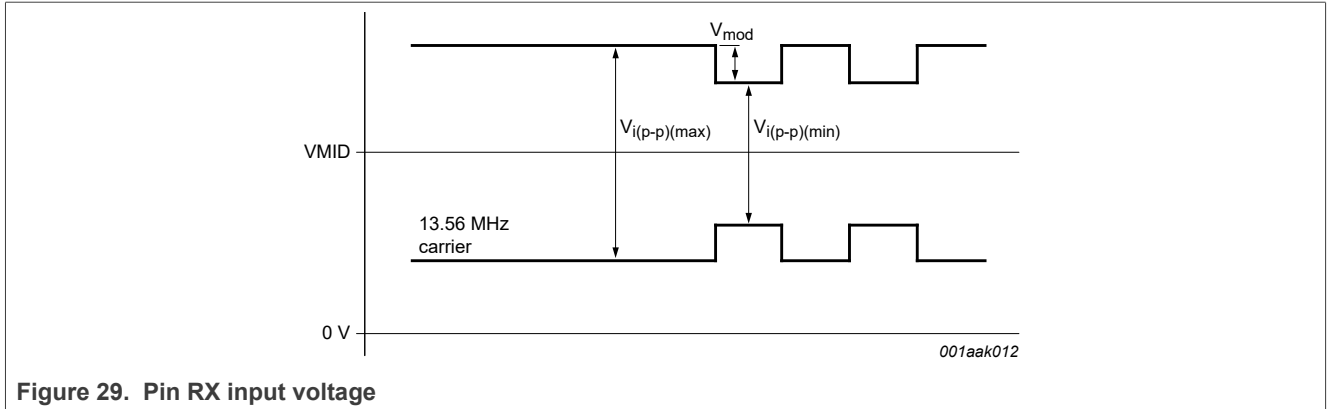 Vmod
Vi(p-p)(max)
Vi(p-p)(min)
VMID
13.56 MHz
carrier
0 V
001aak012
Figure 29. Pin RX input voltage